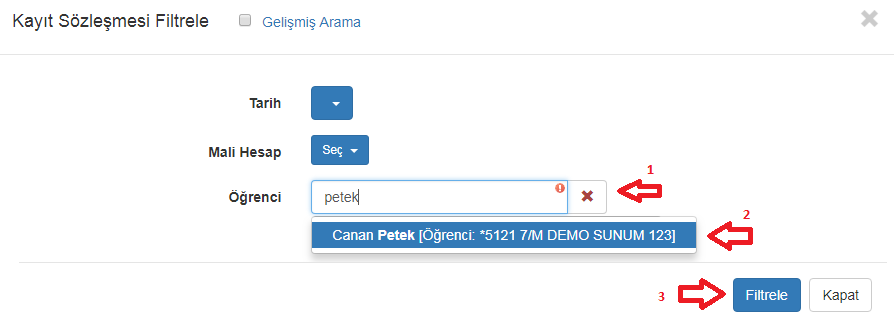 Kayıt Sözleşmesi Filtrele Gelişmiş Arama
Tarih
Mali Hesap Seç
1
Öğrenci petek
2
Canan Petek [Öğrenci: *5121 7/M DEMO SUNUM 123]
3 Filtrele Kapat